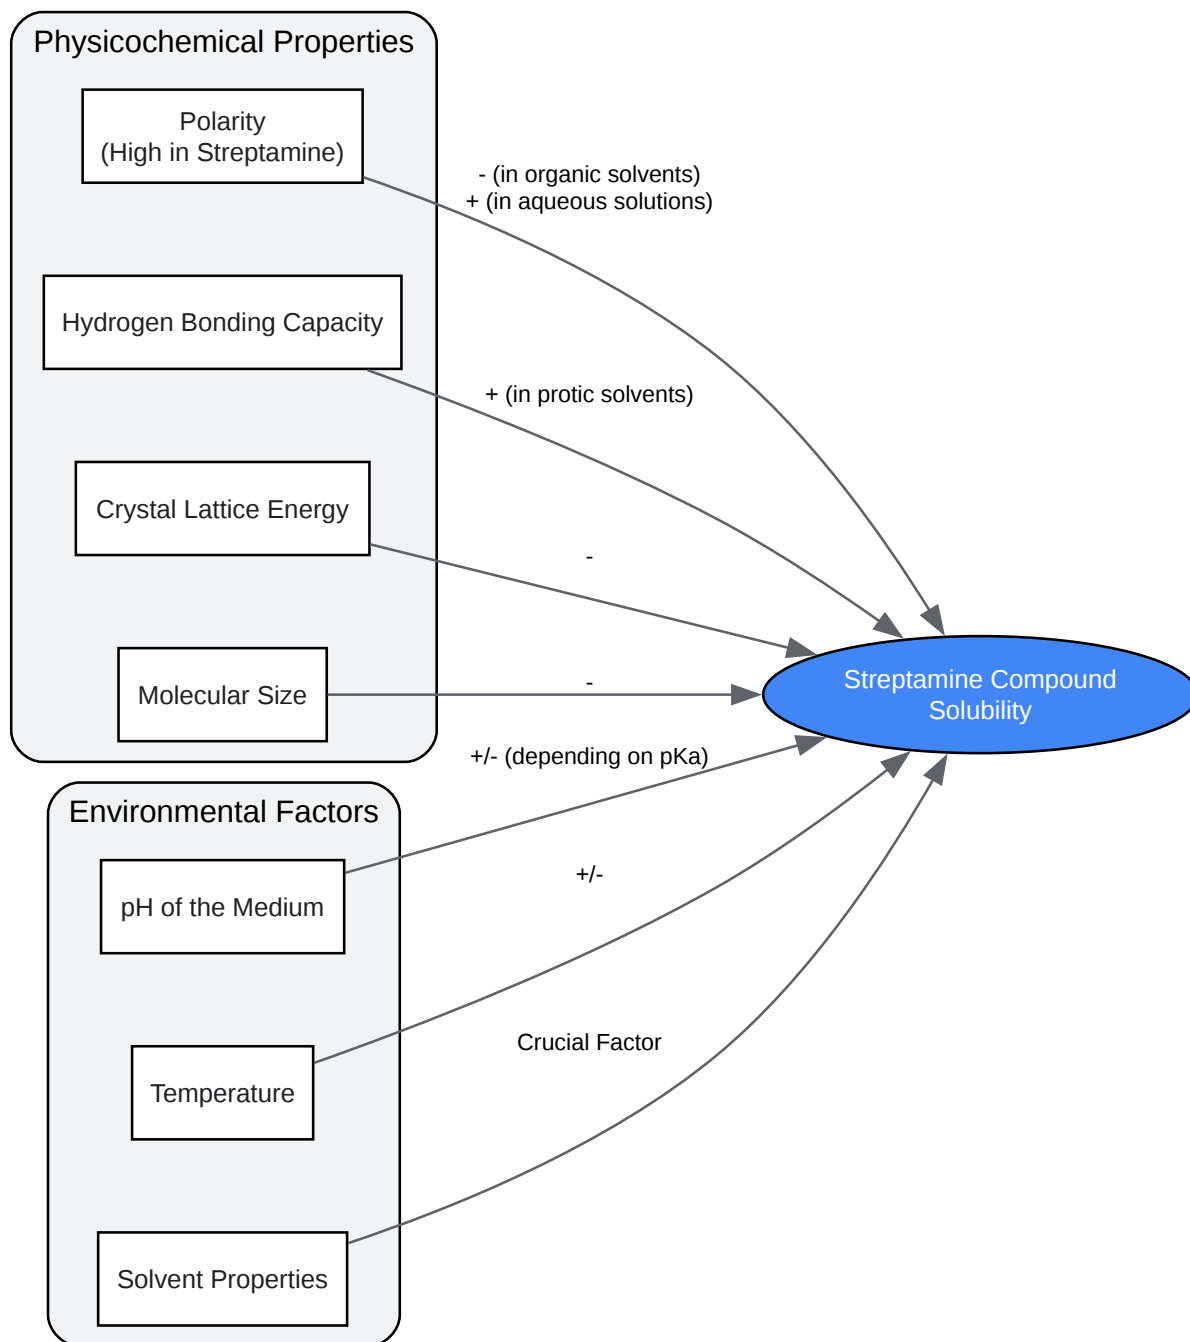 Physicochemical Properties
Polarity
(High in Streptamine)
- (in organic solvents)
+ (in aqueous solutions)
Hydrogen Bonding Capacity
+ (in protic solvents)
Crystal Lattice Energy
-
Molecular Size
-
Streptamine Compound
Solubility
+/- (depending on pKa)
Environmental Factors
pH of the Medium
+/-
Temperature
Crucial Factor
Solvent Properties